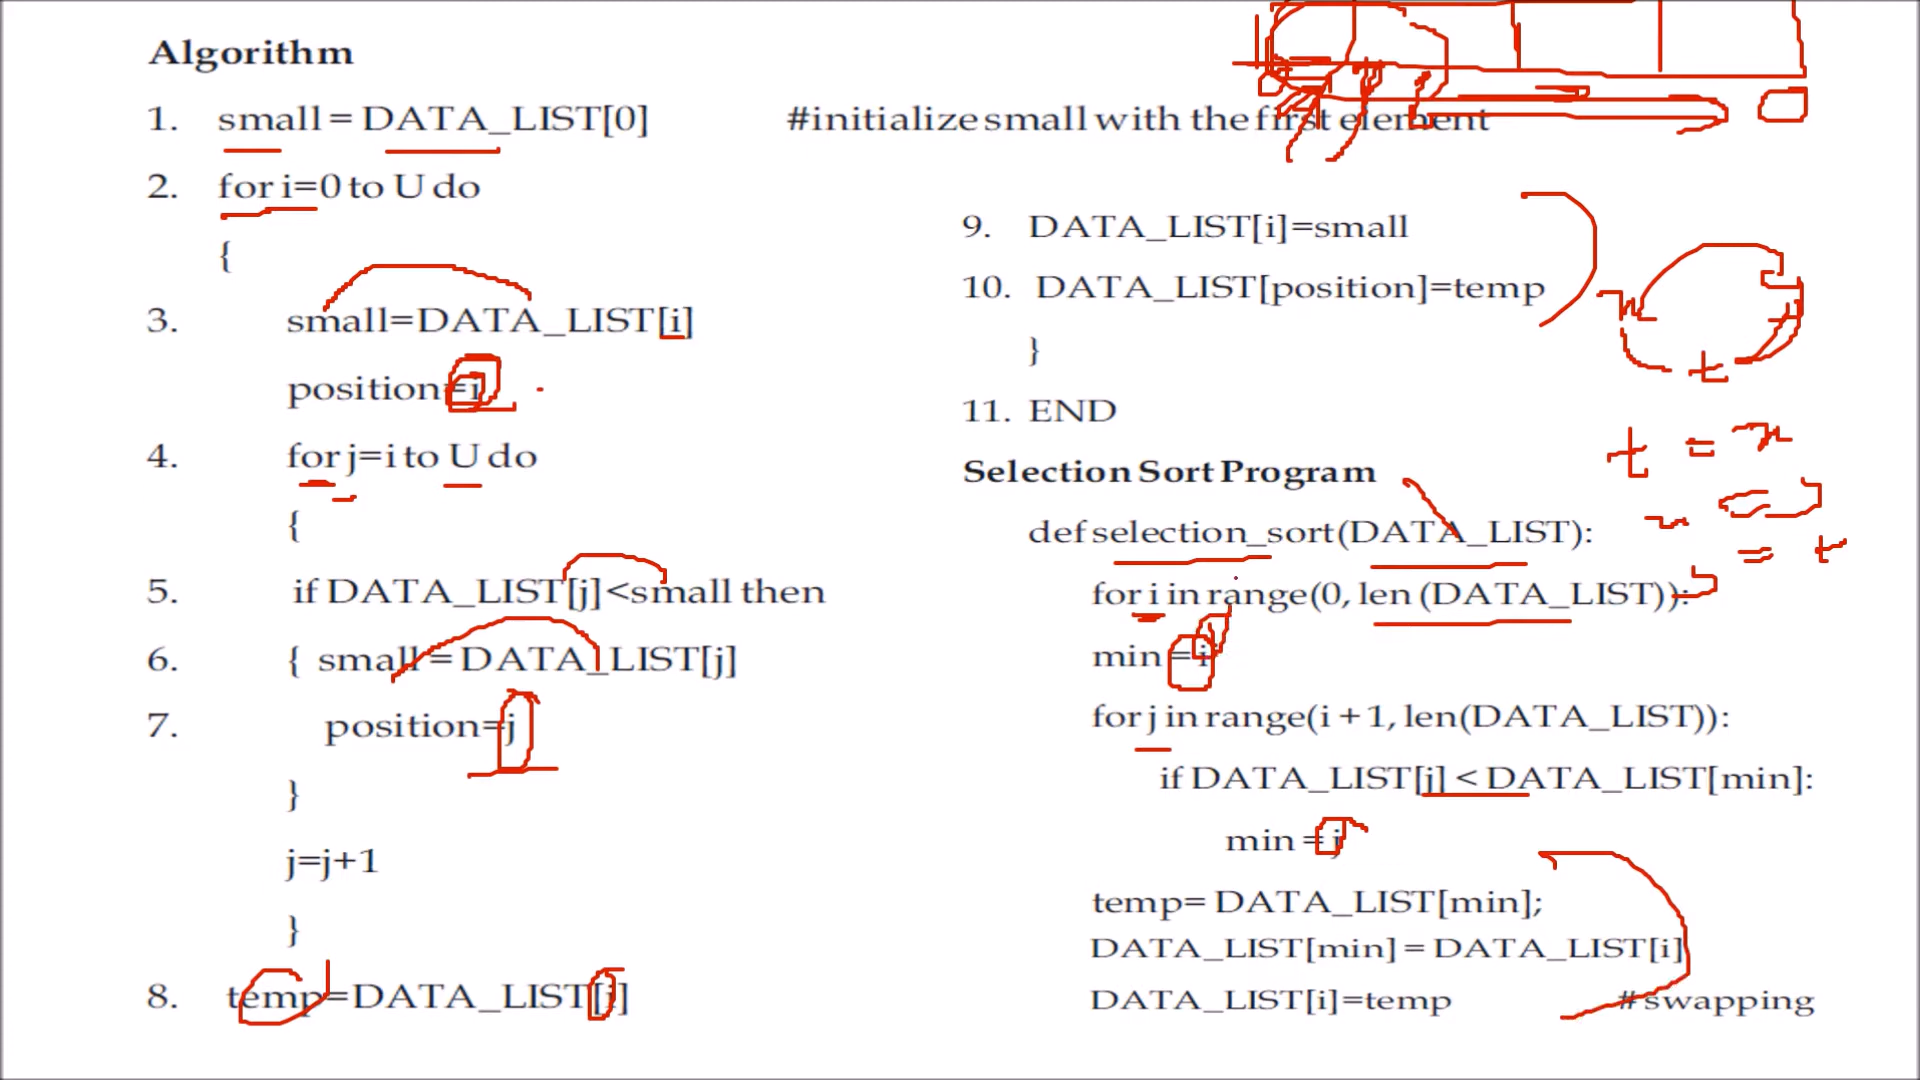 Algorithm
1. small = DATA_LIST[0] #initialize small with the first element
2. for i=0 to U do
{
3. small=DATA_LIST[i]
position=i
4. for j=i to U do
{
5. if DATA_LIST[j]<small then
6. { small = DATA_LIST[j]
7. position=j
}
j=j+1
}
8. temp=DATA_LIST[i]
9. DATA_LIST[i]=small
10. DATA_LIST[position]=temp
}
11. END
Selection Sort Program
def selection_sort(DATA_LIST):
for i in range(0, len (DATA_LIST)):
min = i
for j in range(i + 1, len(DATA_LIST)):
if DATA_LIST[j] < DATA_LIST[min]:
min = j
temp= DATA_LIST[min];
DATA_LIST[min] = DATA_LIST[i]
DATA_LIST[i]=temp # swapping
t
t = x
= t